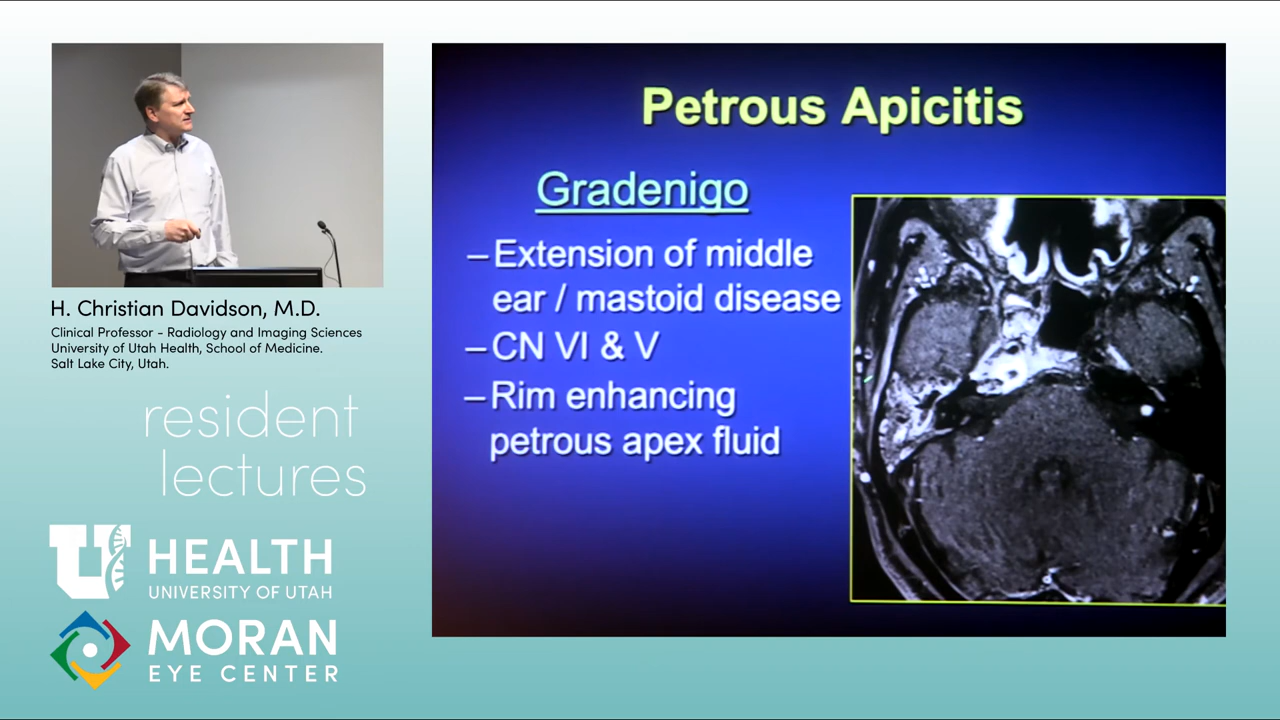 Petrous Apicitis
Gradenigo
–Extension of middle
ear / mastoid disease
–CN VI & V
–Rim enhancing
petrous apex fluid
H. Christian Davidson, M.D.
Clinical Professor - Radiology and Imaging Sciences
University of Utah Health, School of Medicine.
Salt Lake City, Utah.
resident
lectures
U HEALTH
UNIVERSITY OF UTAH
MORAN
EYE CENTER